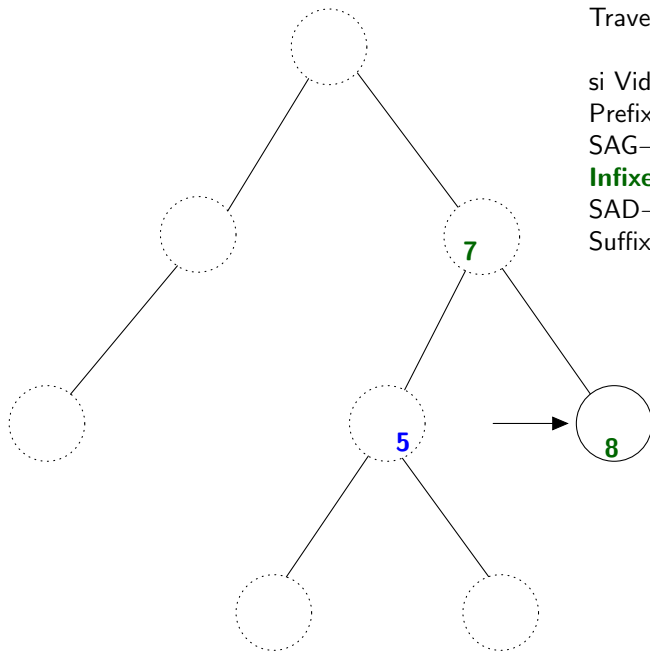 Trave
si Vid
Prefix
SAG–
Infixe
SAD–
Suffix
7
5
8